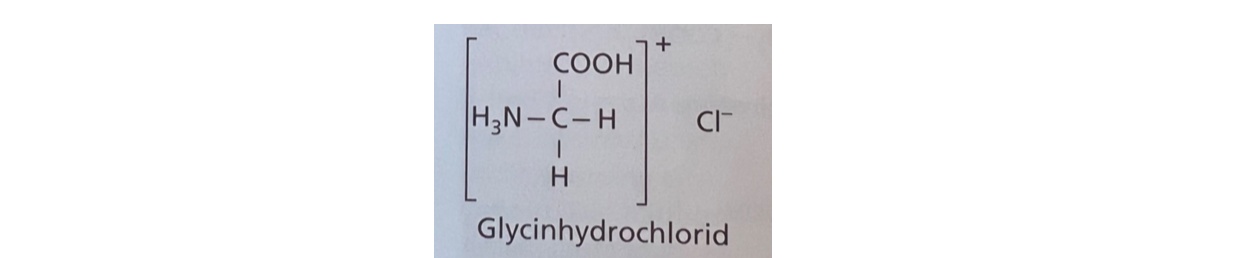 +
COOH
|
H₃N – C – H
Cl⁻
|
H
Glycinhydrochlorid